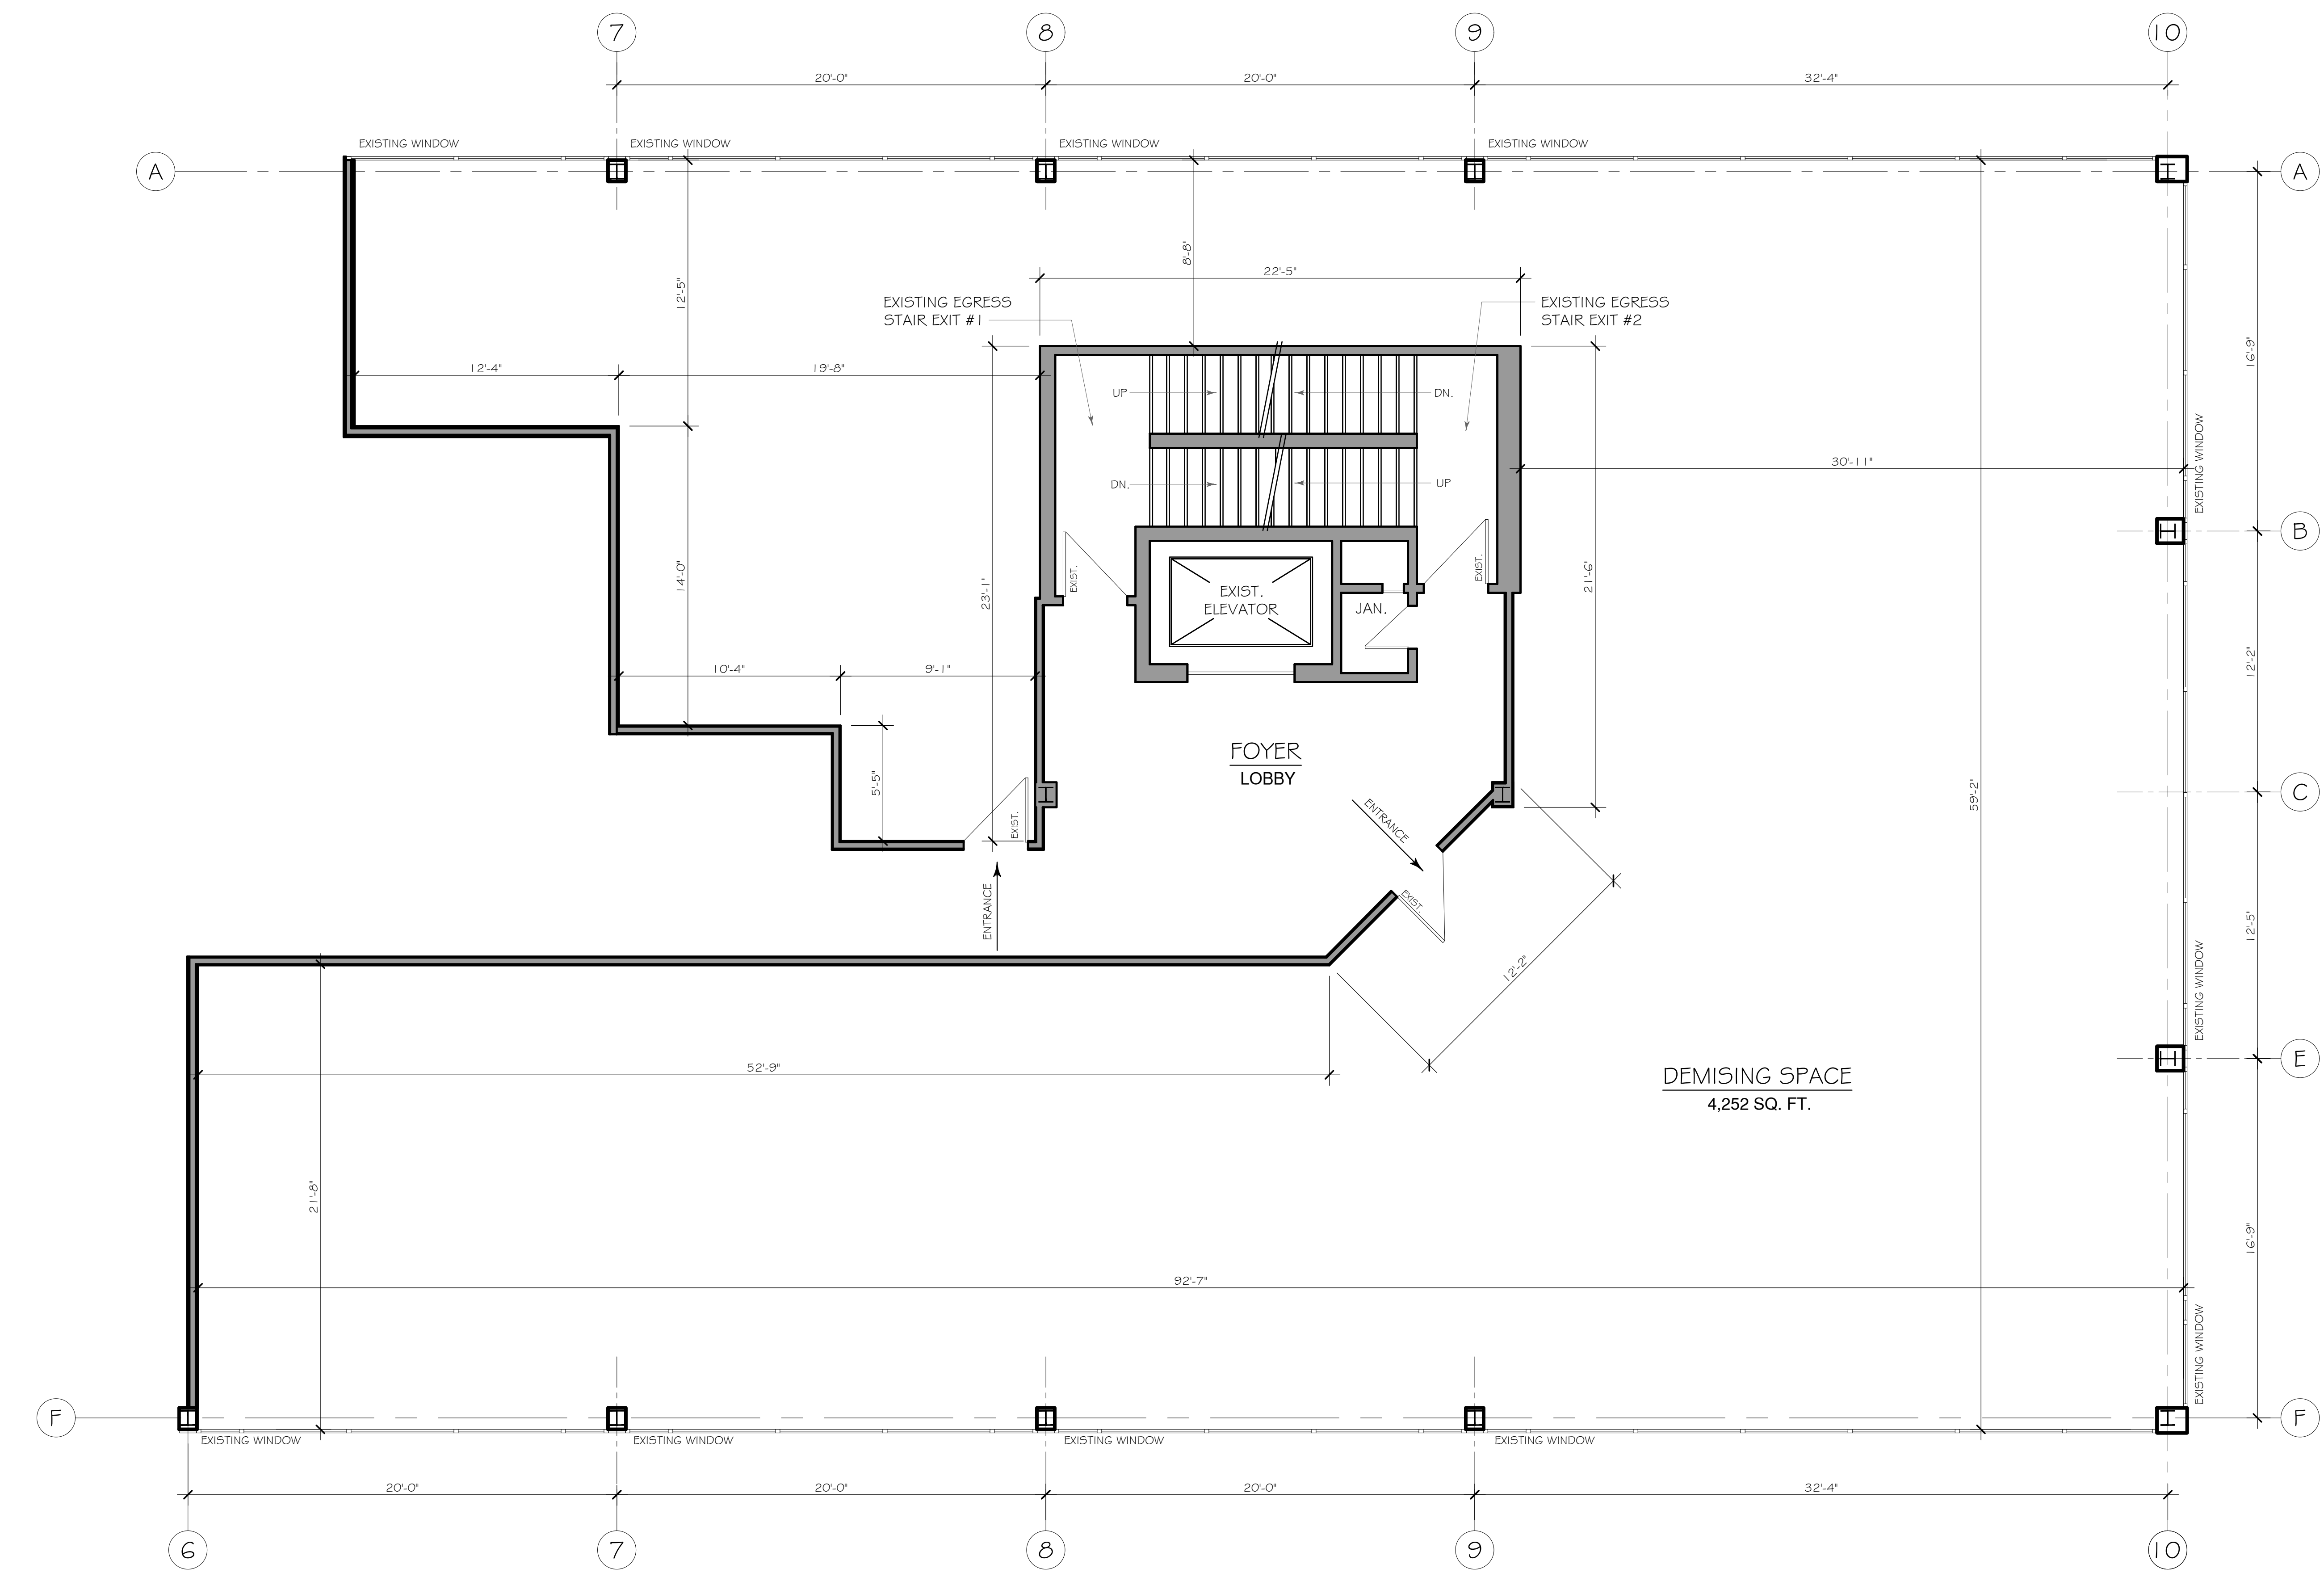 7
8
9
10
20'-0"
20'-0"
32'-4"
EXISTING WINDOW
EXISTING WINDOW
EXISTING WINDOW
EXISTING WINDOW
A
A
8'-8"
22'-5"
12'-5"
EXISTING EGRESS
STAIR EXIT #1
EXISTING EGRESS
STAIR EXIT #2
16'-9"
12'-4"
19'-8"
UP
DN.
30'-11"
EXISTING WINDOW
DN.
UP
B
EXIST.
EXIST.
14'-0"
23'-1"
21'-6"
EXIST.
ELEVATOR
JAN.
10'-4"
9'-1"
12'-2"
FOYER
LOBBY
5'-5"
59'-2"
C
EXIST.
ENTRANCE
ENTRANCE
EXIST.
12'-5"
12'-2"
EXISTING WINDOW
52'-9"
DEMISING SPACE
4,252 SQ. FT.
E
21'-8"
16'-9"
92'-7"
EXISTING WINDOW
F
F
EXISTING WINDOW
EXISTING WINDOW
EXISTING WINDOW
EXISTING WINDOW
20'-0"
20'-0"
20'-0"
32'-4"
6
7
8
9
10